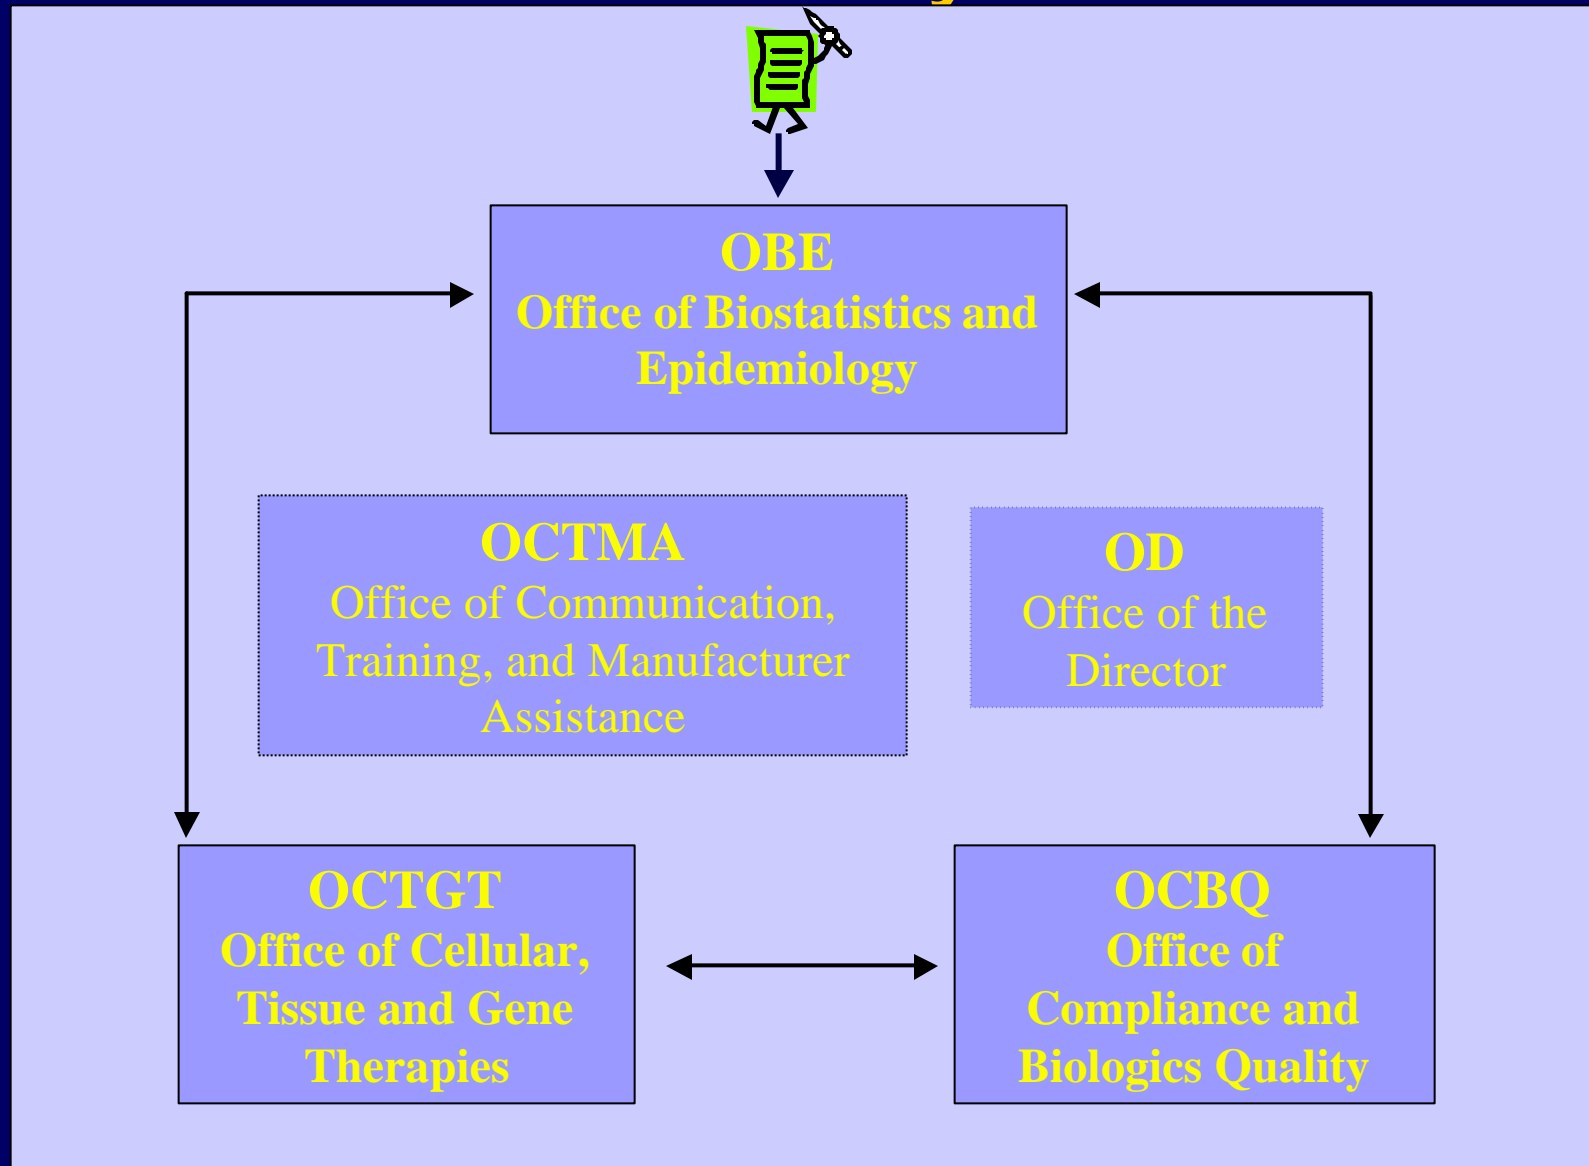 OBE
Office of Biostatistics and
Epidemiology
OCTMA
Office of Communication,
Training, and Manufacturer
Assistance
OD
Office of the
Director
OCTGT
Office of Cellular,
Tissue and Gene
Therapies
OCBQ
Office of
Compliance and
Biologics Quality